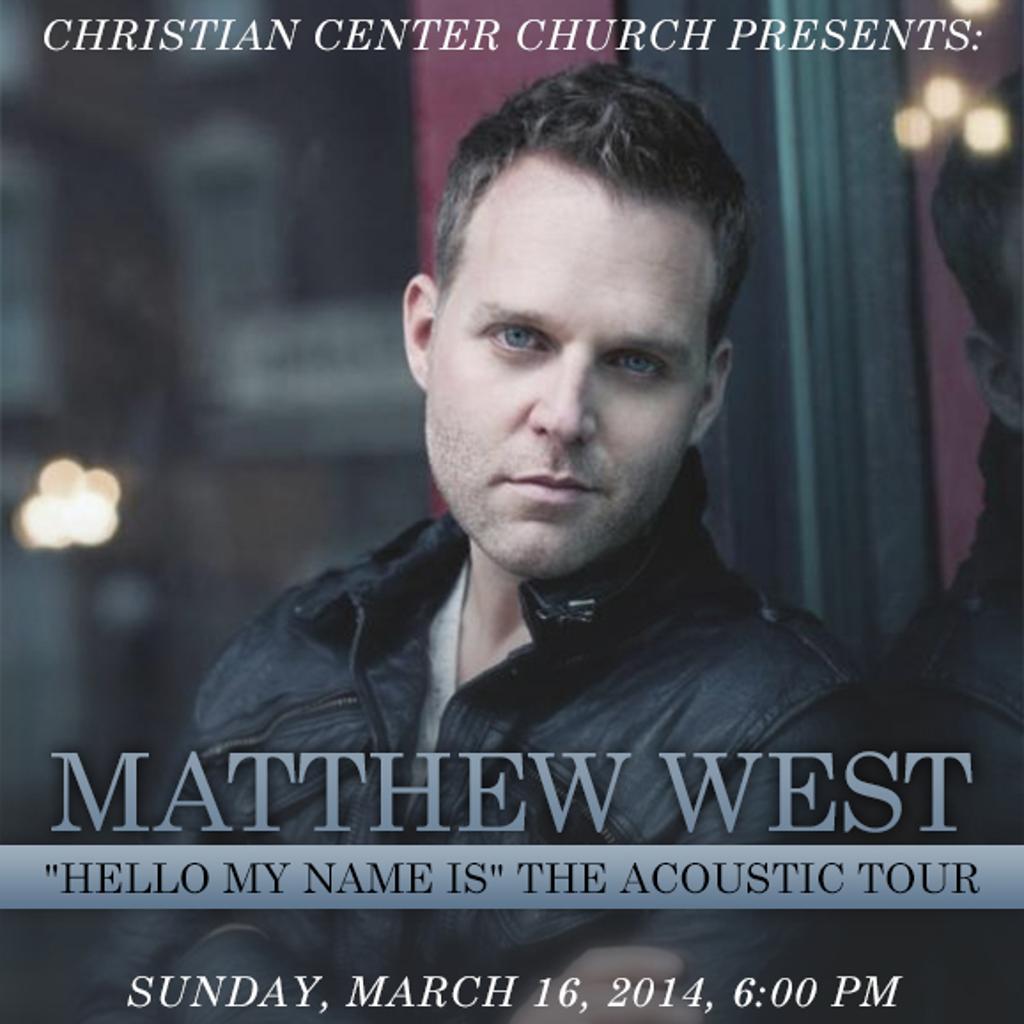 CHRISTIAN CENTER CHURCH PRESENTS:
MATTHEW WEST
"HELLO MY NAME IS" THE ACOUSTIC TOUR
SUNDAY, MARCH 16, 2014, 6:00 PM